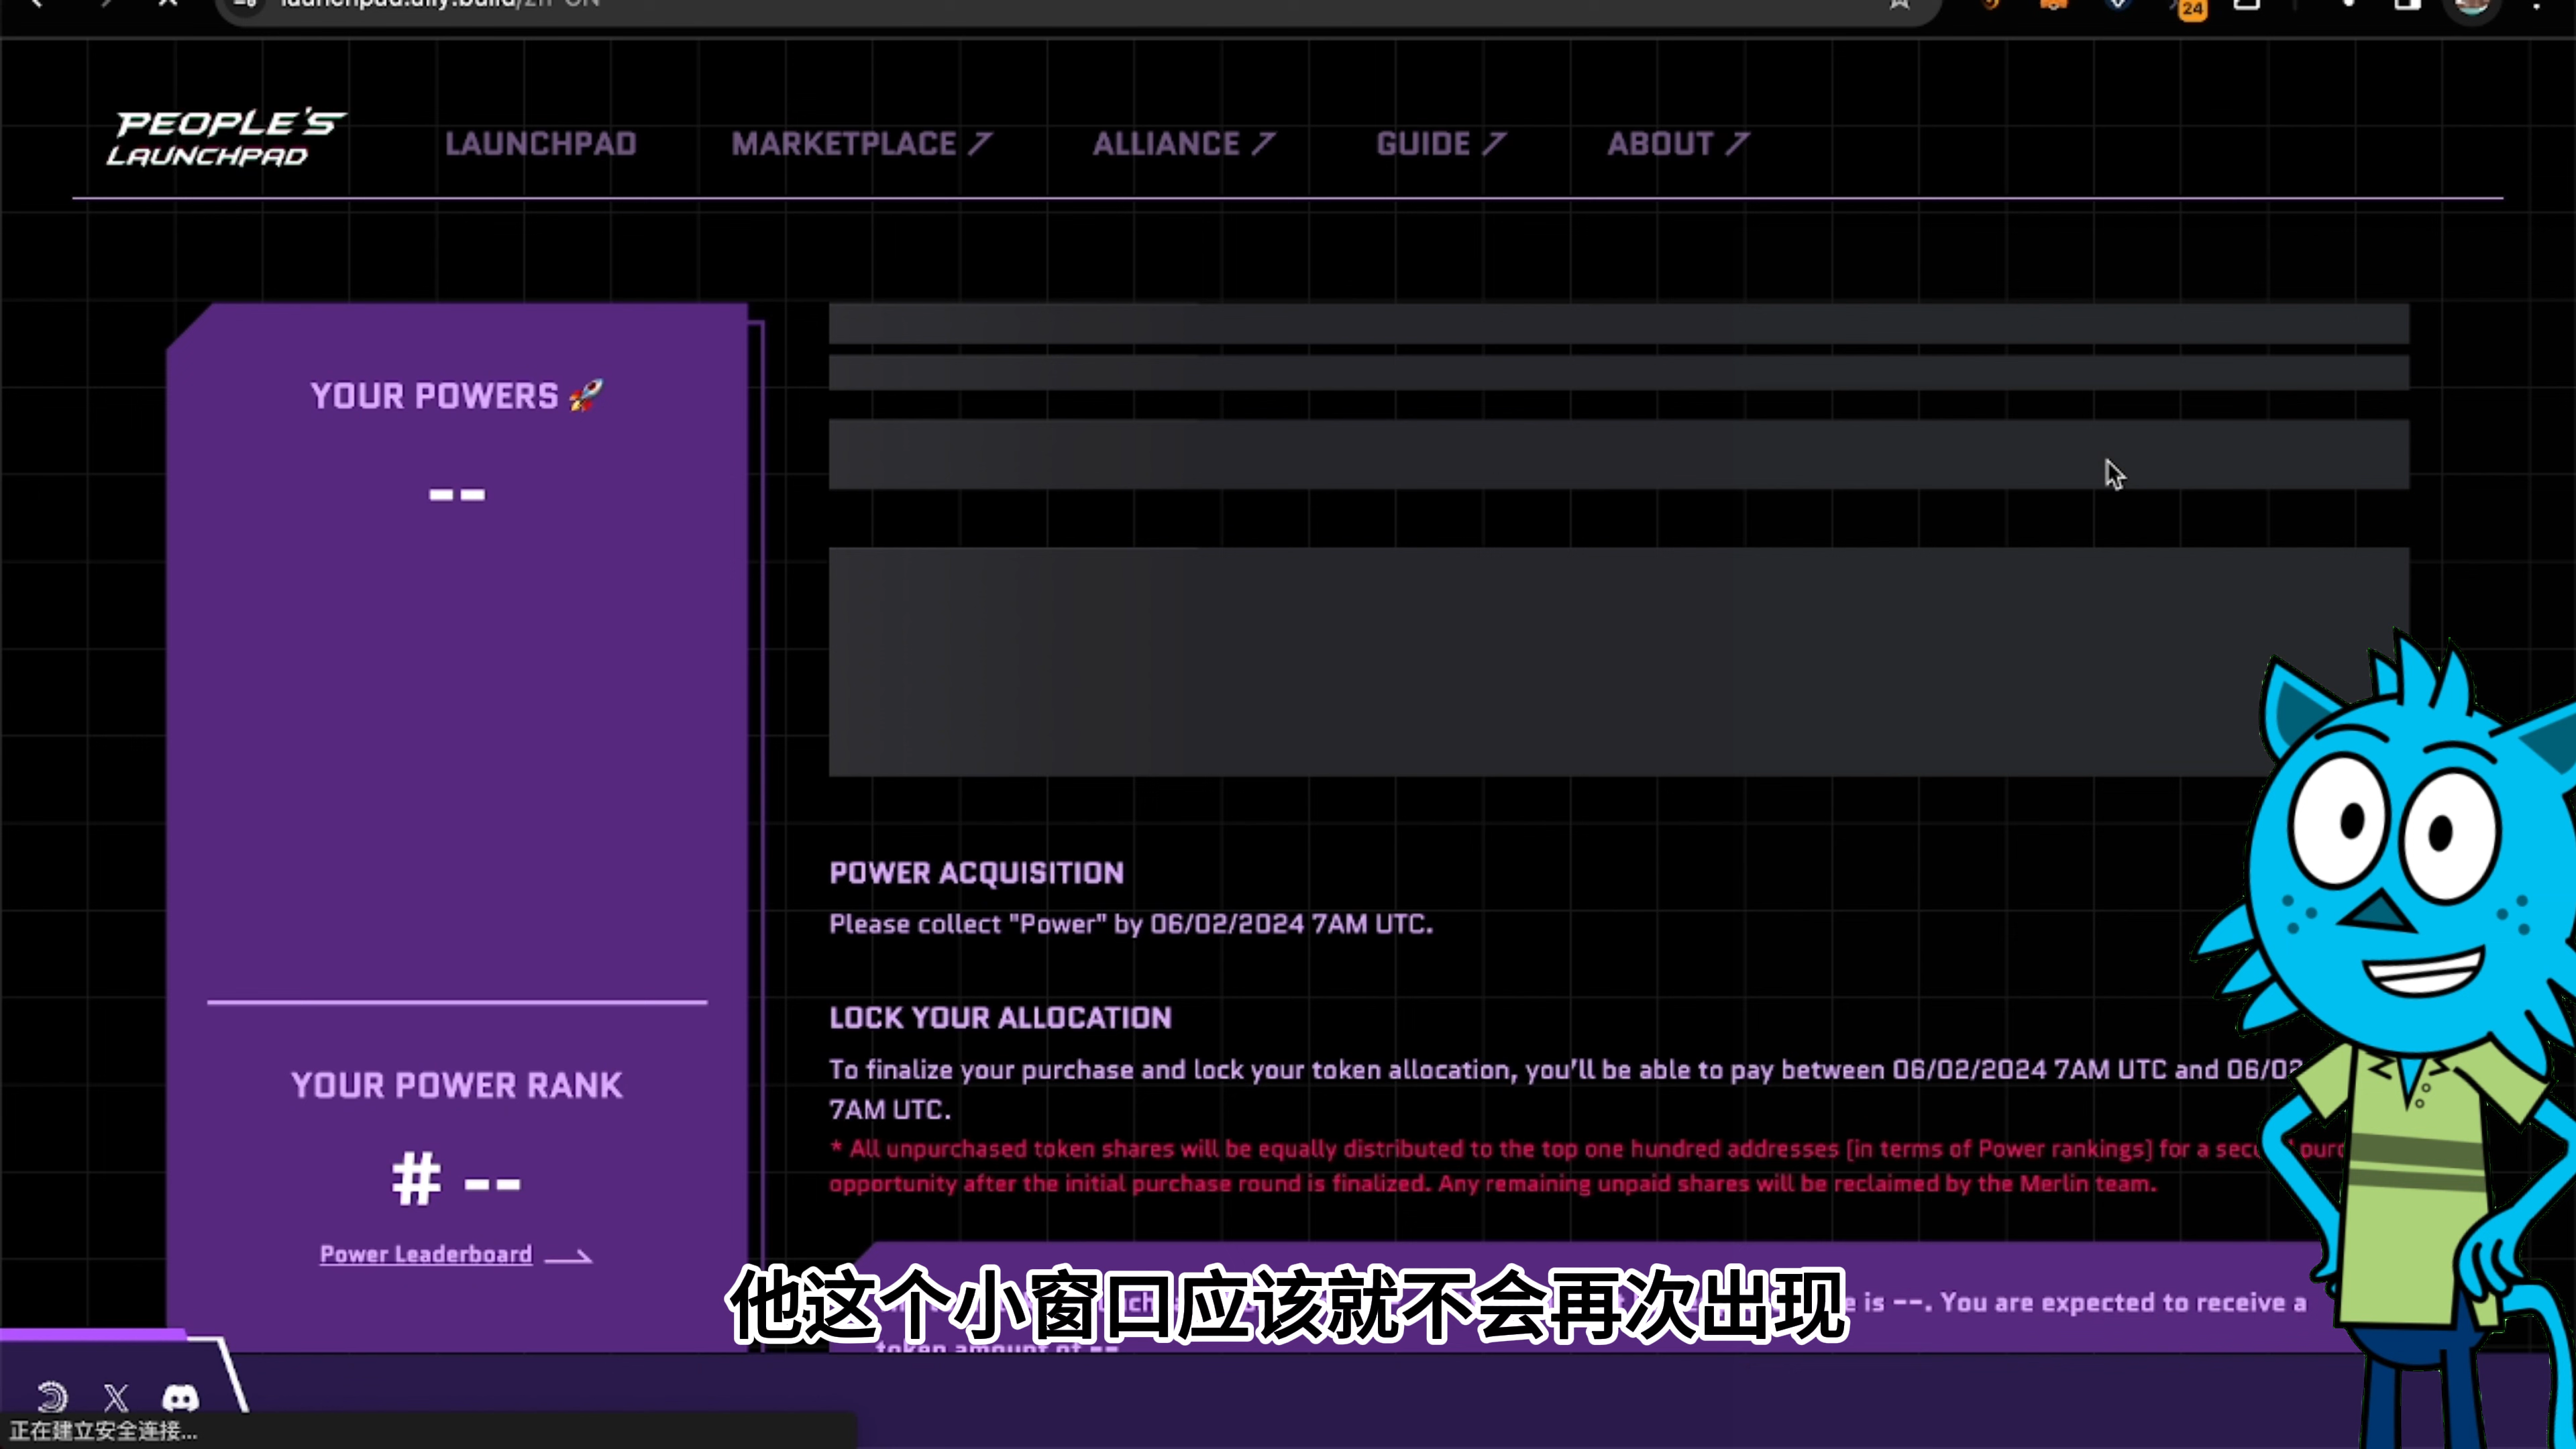 24
PEOPLE'S
LAUNCHPAD
LAUNCHPAD
MARKETPLACE
ALLIANCE
GUIDE
ABOUT
YOUR POWERS 🚀
--
POWER ACQUISITION
Please collect "Power" by 06/02/2024 7AM UTC.
LOCK YOUR ALLOCATION
To finalize your purchase and lock your token allocation, you'll be able to pay between 06/02/2024 7AM UTC and 06/02
7AM UTC.
* All unpurchased token shares will be equally distributed to the top one hundred addresses [in terms of Power rankings] for a
opportunity after the initial purchase round is finalized. Any remaining unpaid shares will be reclaimed by the Merlin team.
YOUR POWER RANK
# --
Power Leaderboard
is --. You are expected to receive a
token amount of --
他这个小窗口应该就不会再次出现
正在建立安全连接...